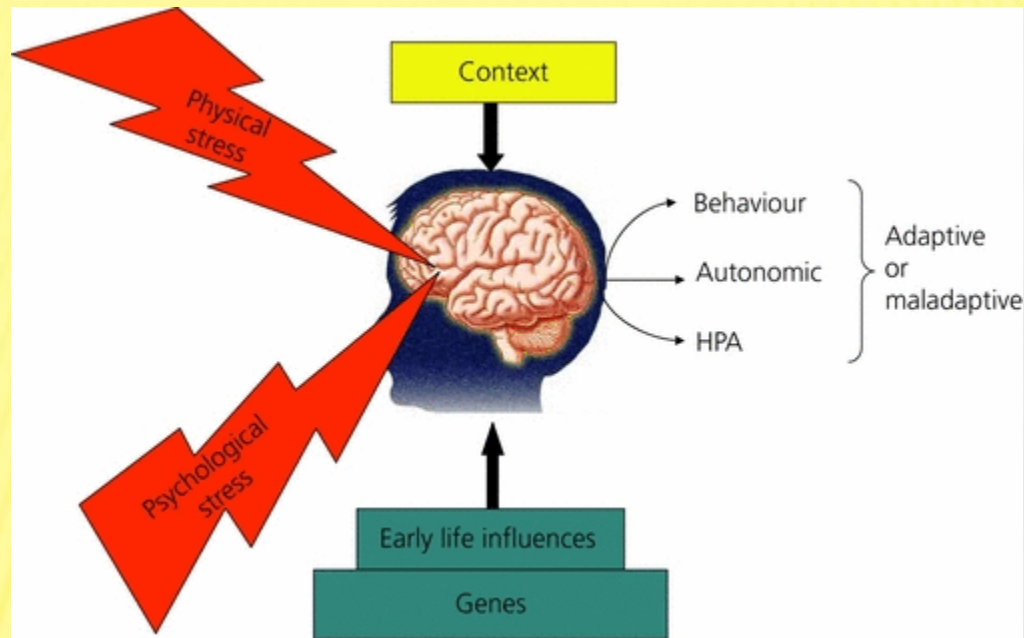 Context
Physical
stress
Behaviour
Autonomic
HPA
Adaptive
or
maladaptive
Psychological
stress
Early life influences
Genes